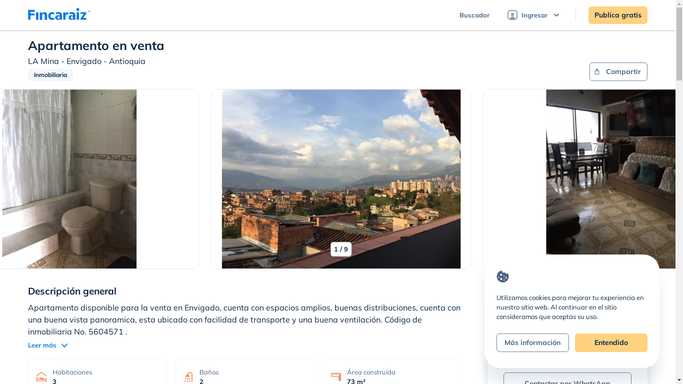 Fincaraiz
Buscador
Ingresar
Publica gratis
Apartamento en venta
LA Mina - Envigado - Antioquia
Inmobiliaria
Compartir
1 / 9
Descripción general
Apartamento disponible para la venta en Envigado, cuenta con espacios amplios, buenas distribuciones, cuenta con
una buena vista panoramica, esta ubicado con facilidad de transporte y una buena ventilación. Código de
inmobiliaria No. 5604571 .
Leer más
Habitaciones
3
Baños
2
Área construida
73 m²
Utilizamos cookies para mejorar tu experiencia en
nuestro sitio web. Al continuar en el sitio
consideramos que aceptas su uso.
Más información
Entendido
Contactar por WhatsApp